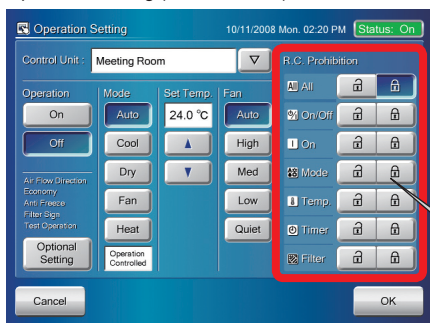 Operation Setting
10/11/2008 Mon. 02:20 PM
Status: On
Control Unit :
Meeting Room
R.C. Prohibition
Operation
On
Off
Air Flow Direction
Economy
Anti Freeze
Filter Sign
Test Operation
Optional
Setting
Mode
Auto
Cool
Dry
Fan
Heat
Operation
Controlled
Set Temp.
24.0 °C
Fan
Auto
High
Med
Low
Quiet
All All
On/Off
On
Mode
Temp.
Timer
Filter
Cancel
OK